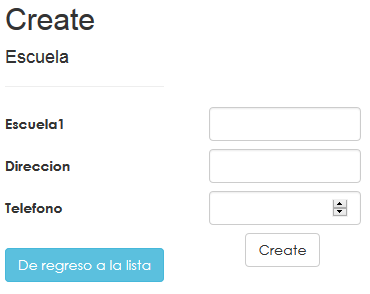 Create
Escuela
Escuela1
Direccion
Telefono
Create
De regreso a la lista